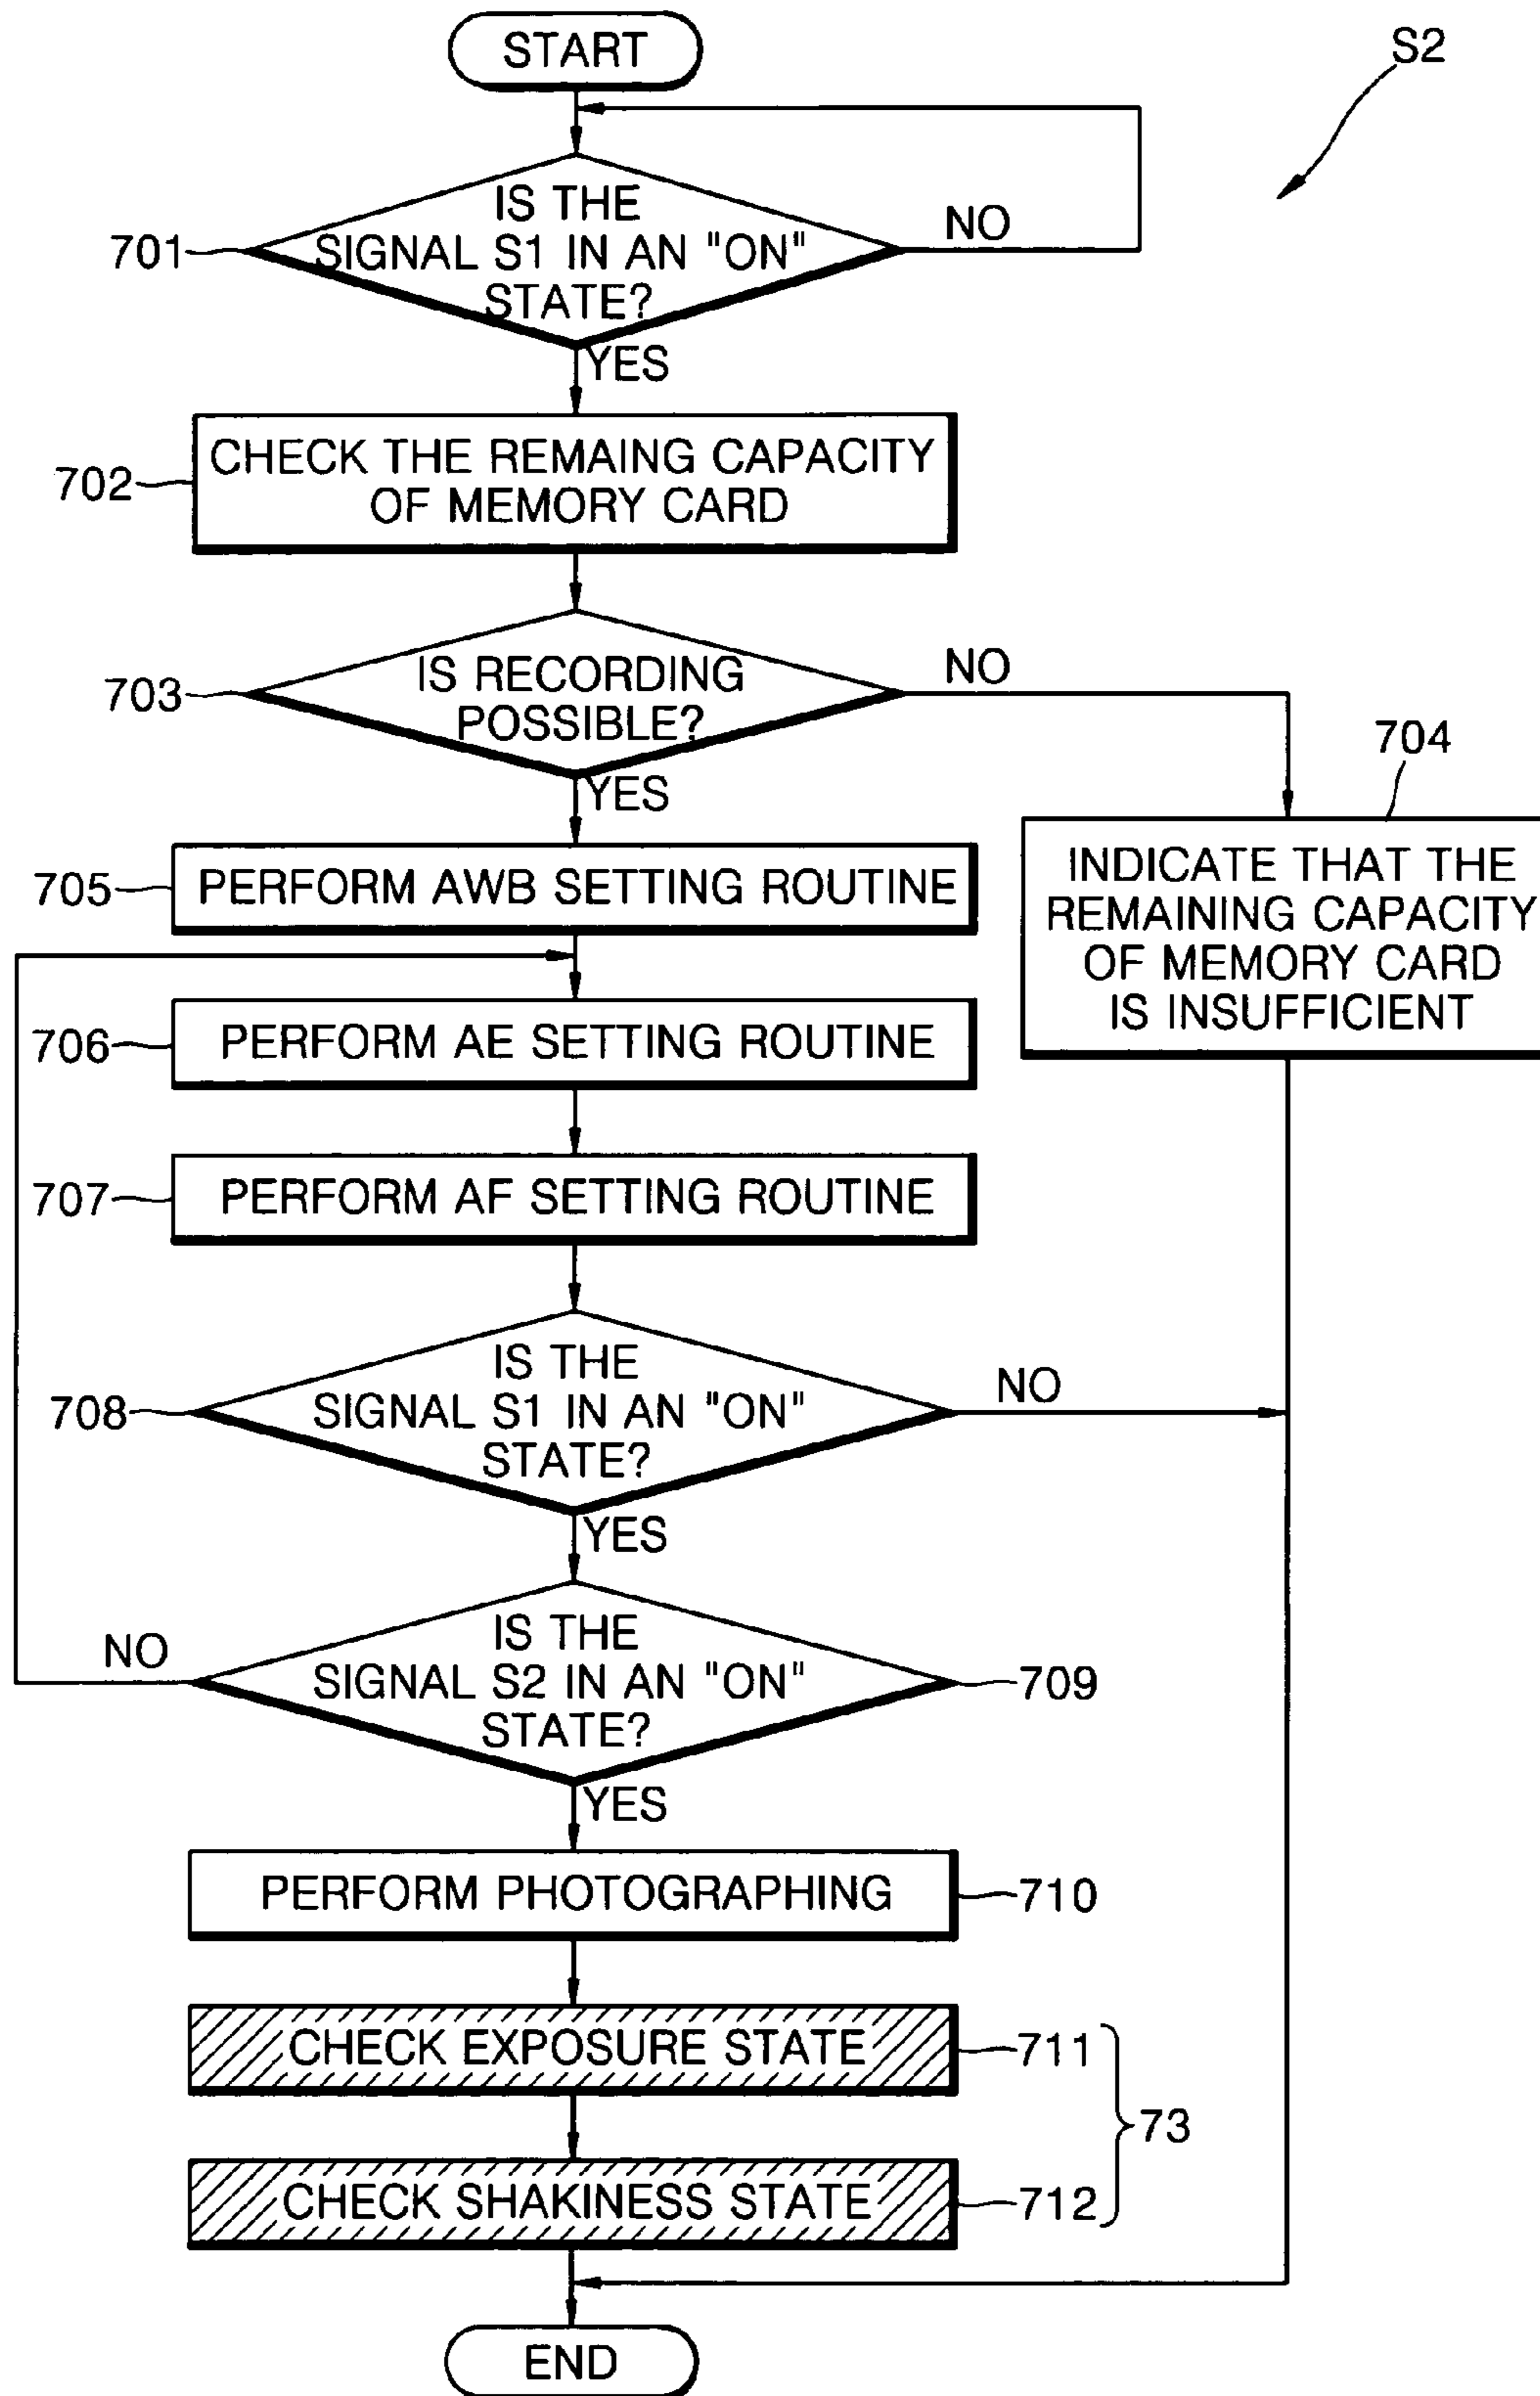 START
S2
IS THE
SIGNAL S1 IN AN "ON"
STATE?
701
NO
YES
CHECK THE REMAING CAPACITY
OF MEMORY CARD
702
IS RECORDING
POSSIBLE?
703
NO
YES
704
INDICATE THAT THE
REMAINING CAPACITY
OF MEMORY CARD
IS INSUFFICIENT
705
PERFORM AWB SETTING ROUTINE
706
PERFORM AE SETTING ROUTINE
707
PERFORM AF SETTING ROUTINE
IS THE
SIGNAL S1 IN AN "ON"
STATE?
708
NO
YES
IS THE
SIGNAL S2 IN AN "ON"
STATE?
NO
709
YES
PERFORM PHOTOGRAPHING
710
CHECK EXPOSURE STATE
711
73
CHECK SHAKINESS STATE
712
END